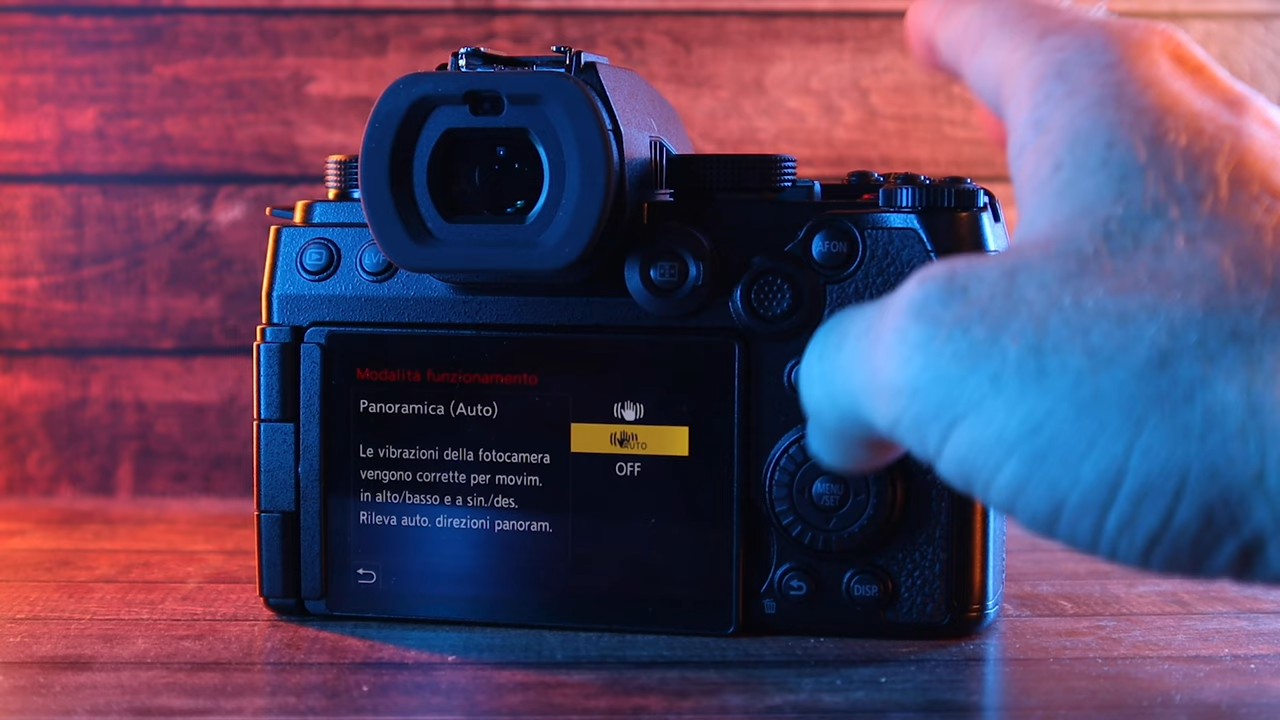 LVF
AFON
Modalità funzionamento
Panoramica (Auto)
AUTO
Le vibrazioni della fotocamera
vengono corrette per movim.
in alto/basso e a sin./des.
Rileva auto. direzioni panoram.
OFF
MENU
/SET
DISP.